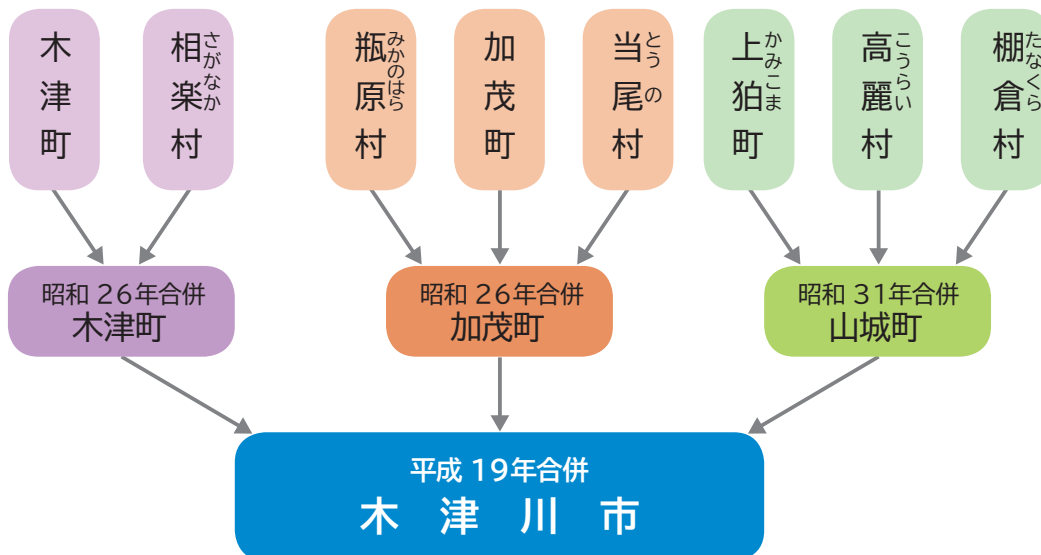 木津町
相楽村
さがなか
瓶原村
みかのはら
加茂町
当尾村
とうの
上狛町
かみこま
高麗村
こうらい
棚倉村
たなくら
昭和 26年合併
木津町
昭和 26年合併
加茂町
昭和 31年合併
山城町
平成 19年合併
木津川市